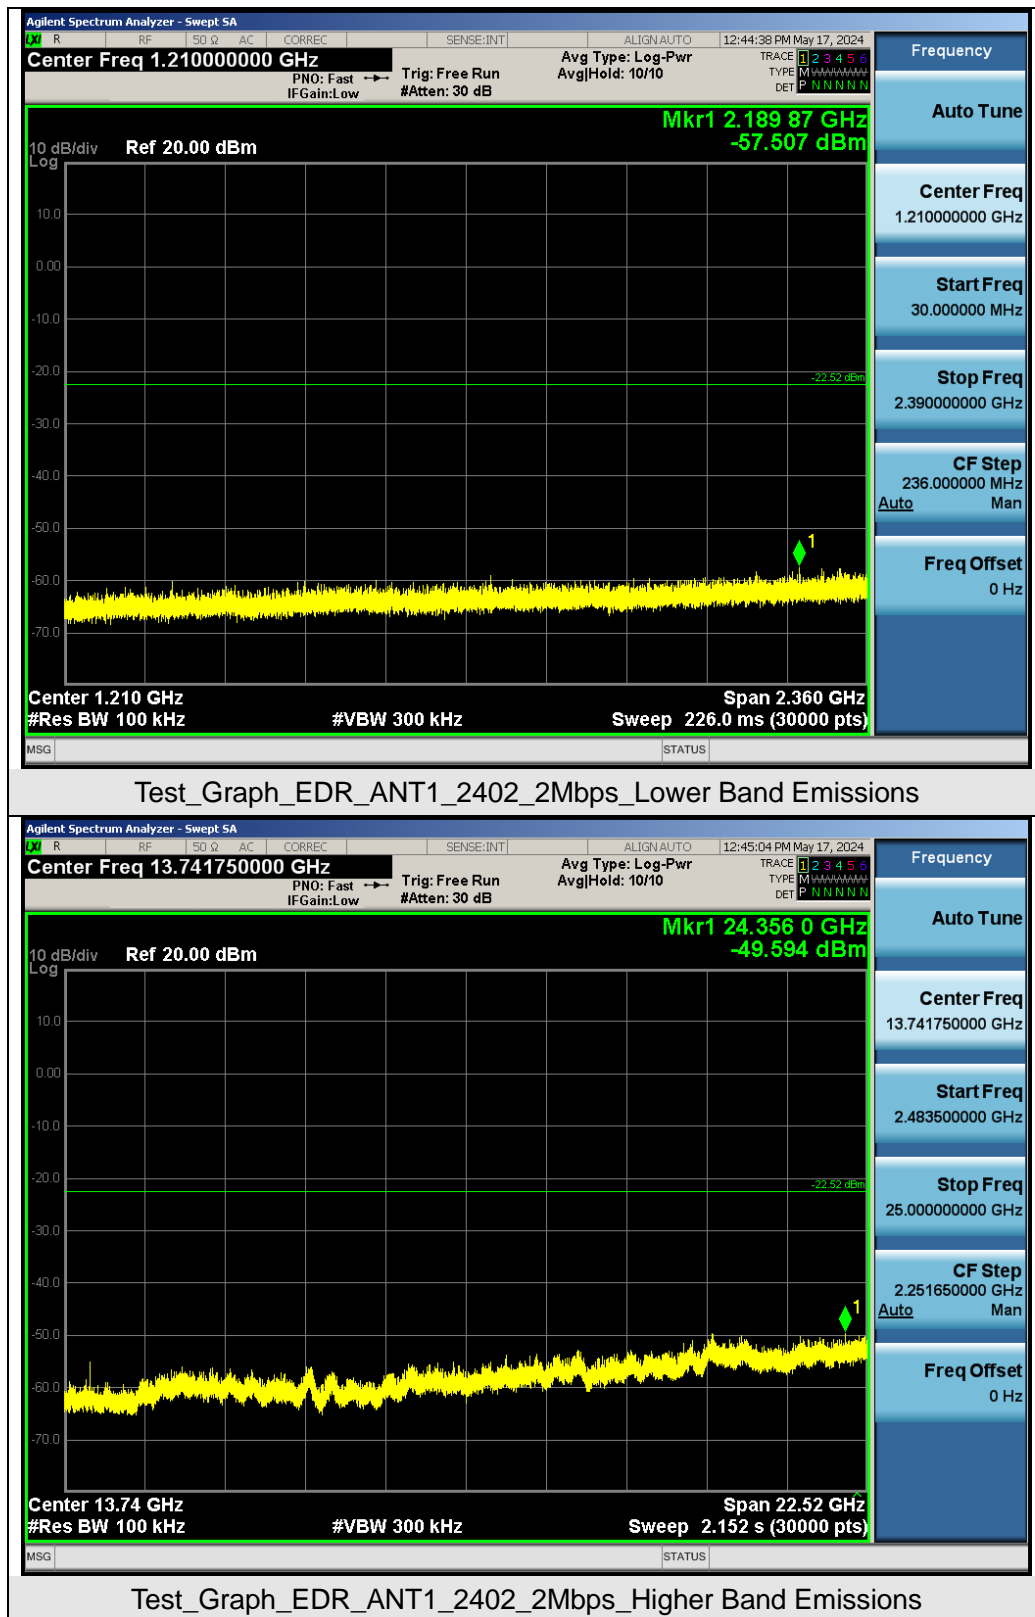 Agilent Spectrum Analyzer - Swept SA
LXI R RF 50 Ω AC CORREC SENSE:INT ALIGN AUTO 12:44:38 PM May 17, 2024
Center Freq 1.210000000 GHz
PNO: Fast
IFGain:Low
Trig: Free Run
#Atten: 30 dB
Avg Type: Log-Pwr
Avg|Hold: 10/10
TRACE 1 2 3 4 5 6
TYPE M
DET P N N N N N
Mkr1 2.189 87 GHz
-57.507 dBm
10 dB/div Ref 20.00 dBm
Log
10.0
0.00
-10.0
-20.0
-22.52 dBm
-30.0
-40.0
-50.0
1
-60.0
-70.0
Center 1.210 GHz Span 2.360 GHz
#Res BW 100 kHz #VBW 300 kHz Sweep 226.0 ms (30000 pts)
MSG STATUS
Frequency
Auto Tune
Center Freq
1.210000000 GHz
Start Freq
30.000000 MHz
Stop Freq
2.390000000 GHz
CF Step
236.000000 MHz
Auto Man
Freq Offset
0 Hz
Test_Graph_EDR_ANT1_2402_2Mbps_Lower Band Emissions
Agilent Spectrum Analyzer - Swept SA
LXI R RF 50 Ω AC CORREC SENSE:INT ALIGN AUTO 12:45:04 PM May 17, 2024
Center Freq 13.741750000 GHz
PNO: Fast
IFGain:Low
Trig: Free Run
#Atten: 30 dB
Avg Type: Log-Pwr
Avg|Hold: 10/10
TRACE 1 2 3 4 5 6
TYPE M
DET P N N N N N
Mkr1 24.356 0 GHz
-49.594 dBm
10 dB/div Ref 20.00 dBm
Log
10.0
0.00
-10.0
-20.0
-22.52 dBm
-30.0
-40.0
1
-50.0
-60.0
-70.0
Center 13.74 GHz Span 22.52 GHz
#Res BW 100 kHz #VBW 300 kHz Sweep 2.152 s (30000 pts)
MSG STATUS
Frequency
Auto Tune
Center Freq
13.741750000 GHz
Start Freq
2.483500000 GHz
Stop Freq
25.000000000 GHz
CF Step
2.251650000 GHz
Auto Man
Freq Offset
0 Hz
Test_Graph_EDR_ANT1_2402_2Mbps_Higher Band Emissions